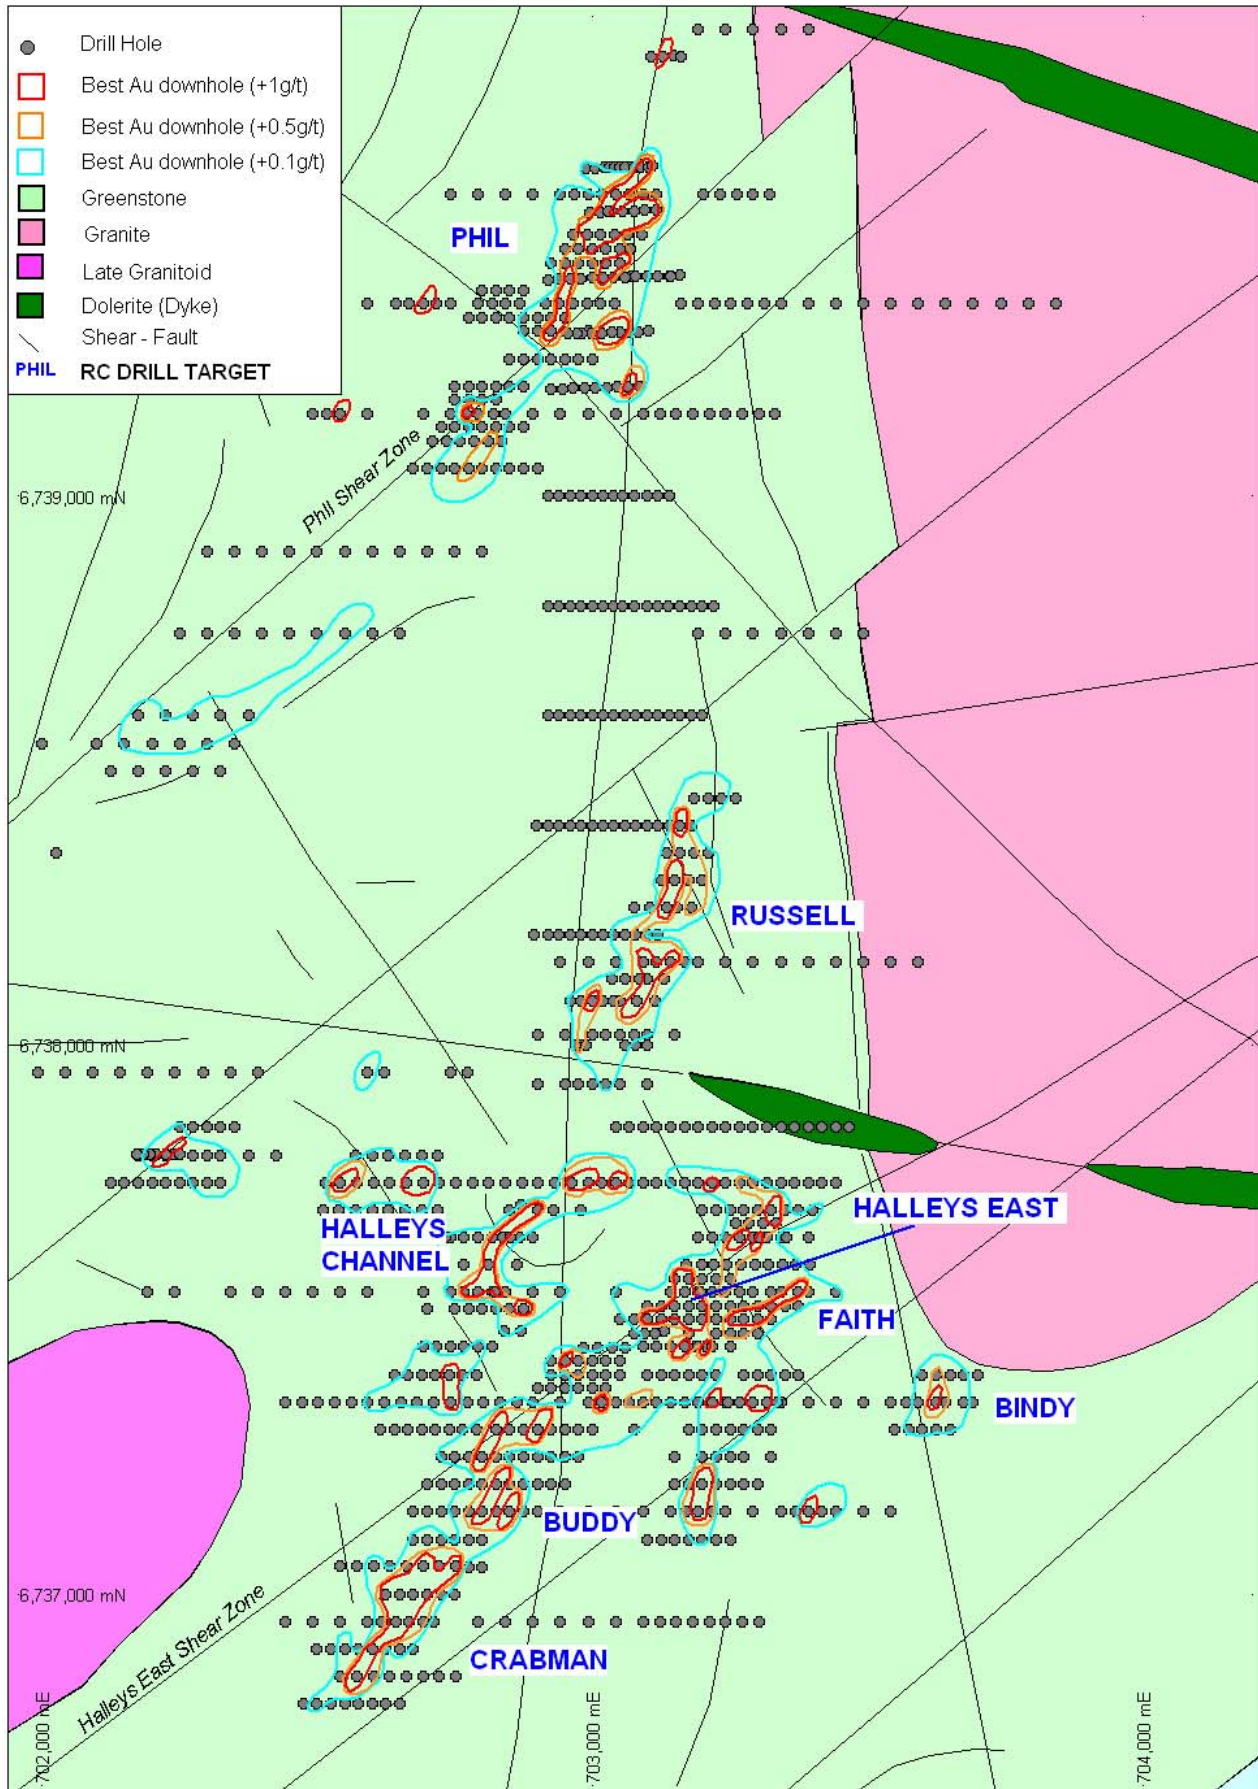 Drill Hole
Best Au downhole (+1g/t)
Best Au downhole (+0.5g/t)
Best Au downhole (+0.1g/t)
Greenstone
Granite
Late Granitoid
Dolerite (Dyke)
Shear - Fault
PHIL RC DRILL TARGET
PHIL
Phil Shear Zone
6,739,000 mN
RUSSELL
6,738,000 mN
HALLEYS EAST
HALLEYS
CHANNEL
FAITH
BINDY
BUDDY
6,737,000 mN
Halleys East Shear Zone
CRABMAN
702,000 mE
703,000 mE
704,000 mE